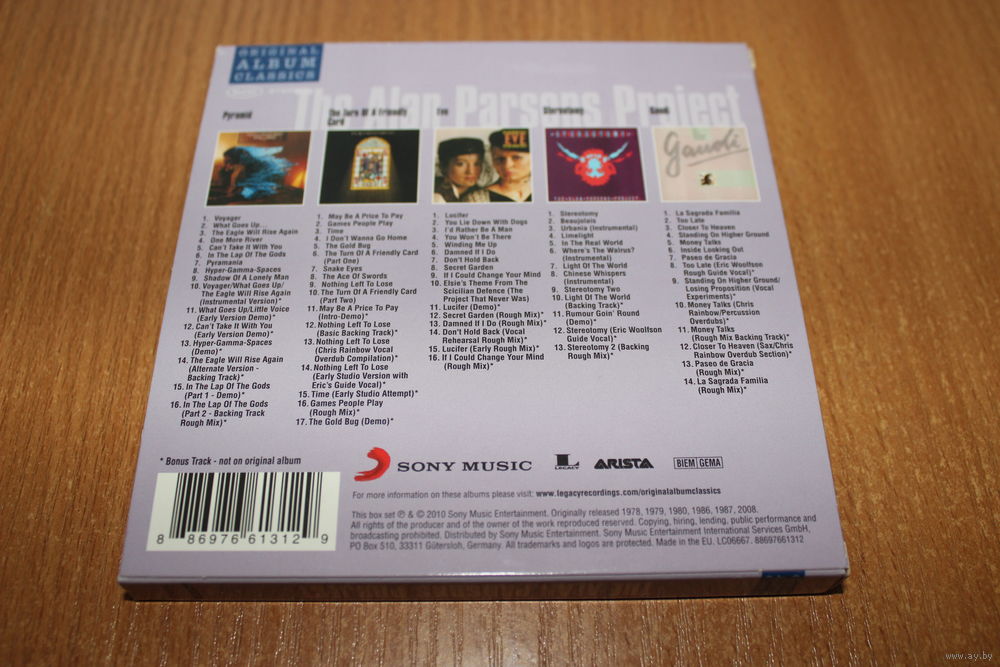 ORIGINAL
ALBUM
CLASSICS
The Alan Parsons Project
Pyramid
1. Voyager
2. What Goes Up...
3. The Eagle Will Rise Again
4. One More River
5. Can't Take It With You
6. In The Lap Of The Gods
7. Pyramania
8. Hyper-Gamma-Spaces
9. Shadow Of A Lonely Man
10. Voyager/What Goes Up/
The Eagle Will Rise Again
(Instrumental Version)*
11. What Goes Up/Little Voice
(Early Version Demo)*
12. Can't Take It With You
(Early Version Demo)*
13. Hyper-Gamma-Spaces
(Demo)*
14. The Eagle Will Rise Again
(Alternate Version -
Backing Track)*
15. In The Lap Of The Gods
(Part 1 - Demo)*
16. In The Lap Of The Gods
(Part 2 - Backing Track
Rough Mix)*
The Turn Of A Friendly
Card
1. May Be A Price To Pay
2. Games People Play
3. Time
4. I Don't Wanna Go Home
5. The Gold Bug
6. The Turn Of A Friendly Card
(Part One)
7. Snake Eyes
8. The Ace Of Swords
9. Nothing Left To Lose
10. The Turn Of A Friendly Card
(Part Two)
11. May Be A Price To Pay
(Intro-Demo)*
12. Nothing Left To Lose
(Basic Backing Track)*
13. Nothing Left To Lose
(Chris Rainbow Vocal
Overdub Compilation)*
14. Nothing Left To Lose
(Early Studio Version with
Eric's Guide Vocal)*
15. Time (Early Studio Attempt)*
16. Games People Play
(Rough Mix)*
17. The Gold Bug (Demo)*
Eve
EVE
1. Lucifer
2. You Lie Down With Dogs
3. I'd Rather Be A Man
4. You Won't Be There
5. Winding Me Up
6. Damned If I Do
7. Don't Hold Back
8. Secret Garden
9. If I Could Change Your Mind
10. Elsie's Theme From The
Scicilian Defence (The
Project That Never Was)
11. Lucifer (Demo)*
12. Secret Garden (Rough Mix)*
13. Damned If I Do (Rough Mix)*
14. Don't Hold Back (Vocal
Rehearsal Rough Mix)*
15. Lucifer (Early Rough Mix)*
16. If I Could Change Your Mind
(Rough Mix)*
Stereotomy
STEREOTOMY
THE ALAN PARSONS PROJECT
1. Stereotomy
2. Beaujolais
3. Urbania (Instrumental)
4. Limelight
5. In The Real World
6. Where's The Walrus?
(Instrumental)
7. Light Of The World
8. Chinese Whispers
(Instrumental)
9. Stereotomy Two
10. Light Of The World
(Backing Track)*
11. Rumour Goin' Round
(Demo)*
12. Stereotomy (Eric Woolfson
Guide Vocal)*
13. Stereotomy 2 (Backing
Rough Mix)*
Gaudi
Gaudi
1. La Sagrada Familia
2. Too Late
3. Closer To Heaven
4. Standing On Higher Ground
5. Money Talks
6. Inside Looking Out
7. Paseo de Gracia
8. Too Late (Eric Woolfson
Rough Guide Vocal)*
9. Standing On Higher Ground/
Losing Proposition (Vocal
Experiments)*
10. Money Talks (Chris
Rainbow/Percussion
Overdubs)*
11. Money Talks
(Rough Mix Backing Track)*
12. Closer To Heaven (Sax/Chris
Rainbow Overdub Section)*
13. Paseo de Gracia
(Rough Mix)*
14. La Sagrada Familia
(Rough Mix)*
* Bonus Track - not on original album
8 86976 61312 9
SONY MUSIC
L
LEGACY
ARISTA
BIEM | GEMA
For more information on these albums please visit: www.legacyrecordings.com/originalalbumclassics
This box set ℗ & © 2010 Sony Music Entertainment. Originally released 1978, 1979, 1980, 1986, 1987, 2008.
All rights of the producer and of the owner of the work reproduced reserved. Copying, hiring, lending, public performance and
broadcasting prohibited. Distributed by Sony Music Entertainment. Sony Music Entertainment International Services GmbH,
PO Box 510, 33311 Gütersloh, Germany. All trademarks and logos are protected. Made in the EU. LC06667. 88697661312
www.ay.by